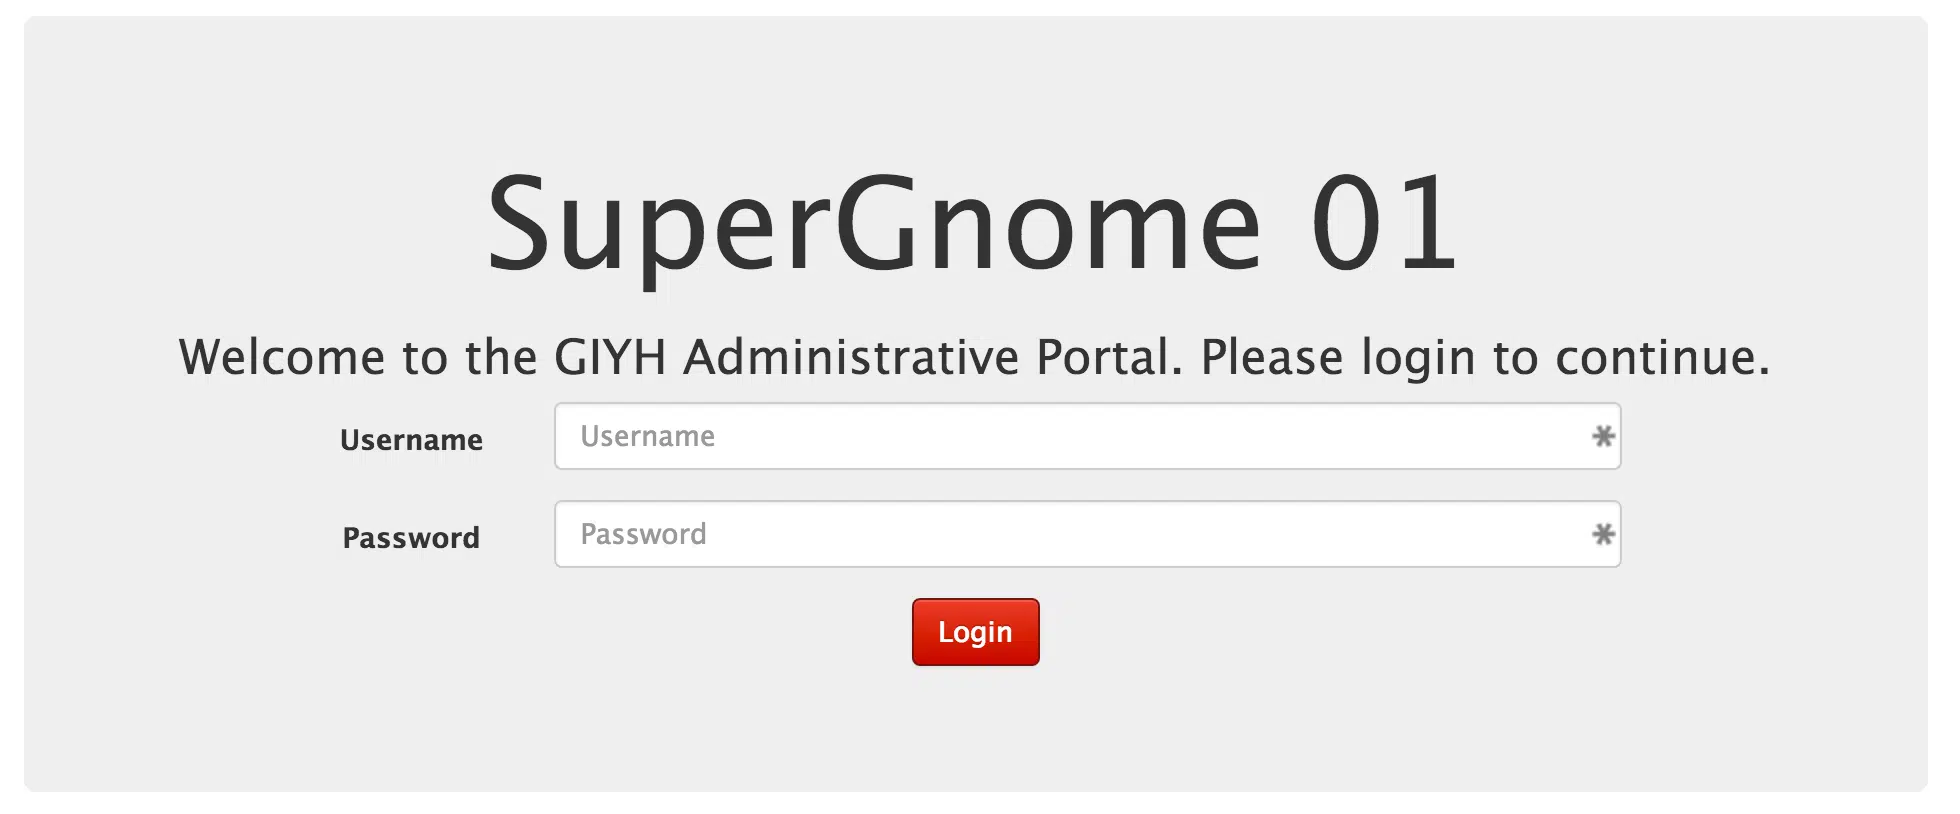 SuperGnome 01
Welcome to the GIYH Administrative Portal. Please login to continue.
Username Username
Password Password
Login